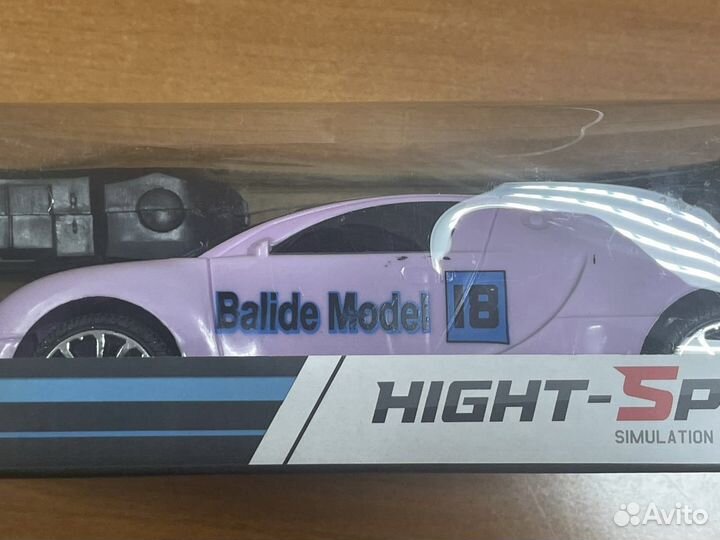 Balide Model 18
HIGHT-Sp
SIMULATION
Avito